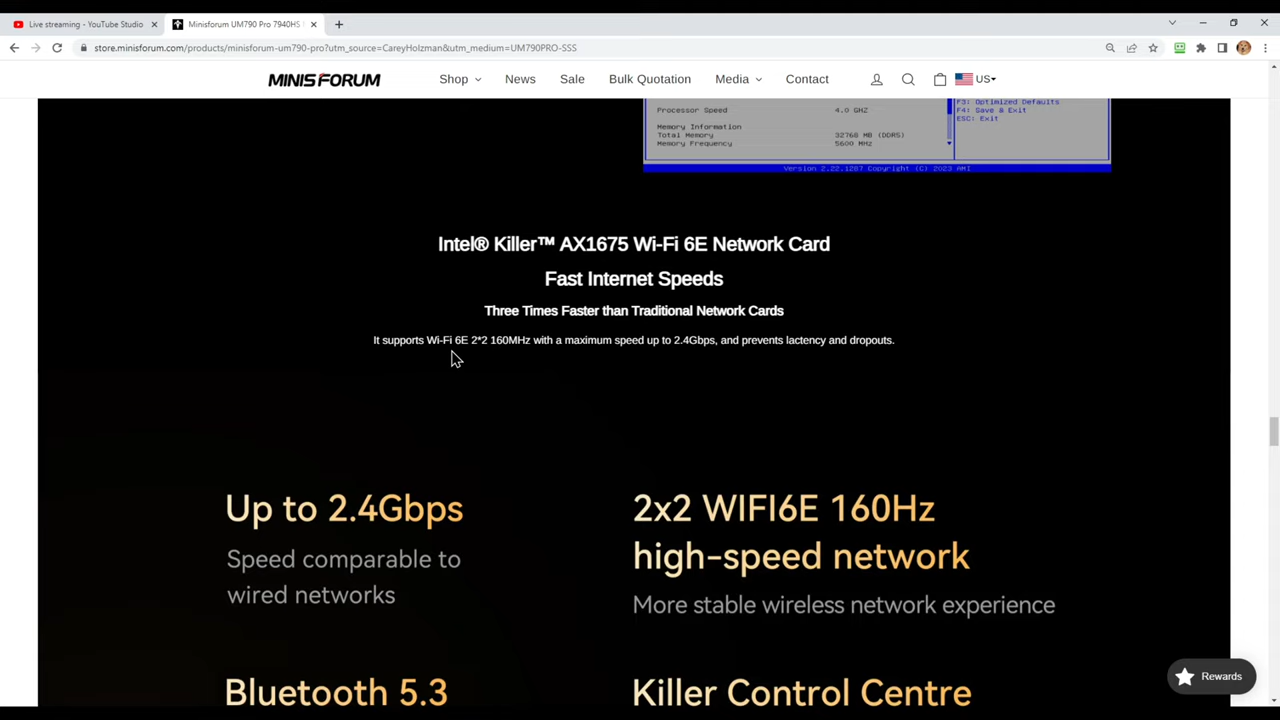 Live streaming - YouTube Studio
Minisforum UM790 Pro 7940HS
store.minisforum.com/products/minisforum-um790-pro?utm_source=CareyHolzman&utm_medium=UM790PRO-SSS
MINISFORUM
Shop
News
Sale
Bulk Quotation
Media
Contact
US
Processor Speed 4.0 GHZ
Memory Information
Total Memory 32768 MB (DDR5)
Memory Frequency 5600 MHz
F3: Optimized Defaults
F4: Save & Exit
ESC: Exit
Version 2.22.1287 Copyright (C) 2023 AMI
Intel® Killer™ AX1675 Wi-Fi 6E Network Card
Fast Internet Speeds
Three Times Faster than Traditional Network Cards
It supports Wi-Fi 6E 2*2 160MHz with a maximum speed up to 2.4Gbps, and prevents lactency and dropouts.
Up to 2.4Gbps
Speed comparable to
wired networks
2x2 WIFI6E 160Hz
high-speed network
More stable wireless network experience
Bluetooth 5.3
Killer Control Centre
Rewards